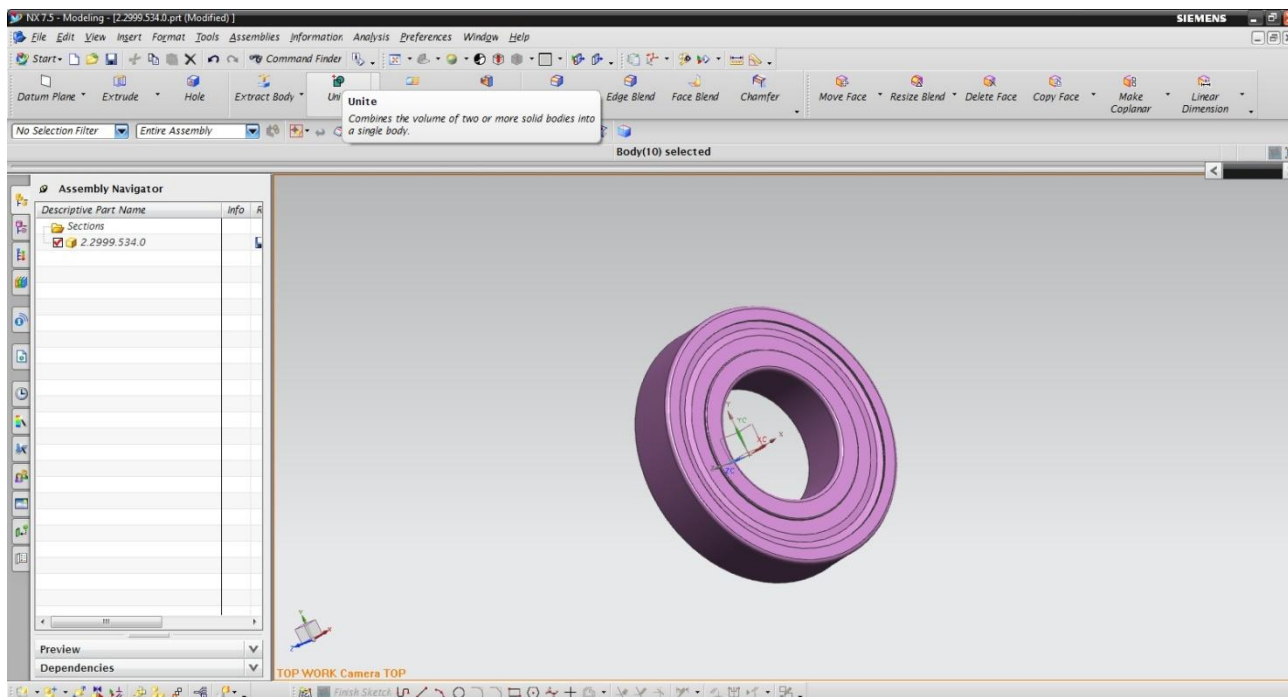 NX 7.5 - Modeling - [2.2999.534.0.prt (Modified) ]
SIEMENS
File Edit View Insert Format Tools Assemblies Information Analysis Preferences Window Help
Start Command Finder
Datum Plane Extrude Hole Extract Body Edge Blend Face Blend Chamfer Move Face Resize Blend Delete Face Copy Face Make Coplanar Linear Dimension
Unite
Combines the volume of two or more solid bodies into
a single body.
No Selection Filter Entire Assembly
Body(10) selected
Assembly Navigator
Descriptive Part Name Info R
Sections
2.2999.534.0
YC
XC
ZC
Y
X
Preview
Dependencies
TOP WORK Camera TOP
Finish Sketch